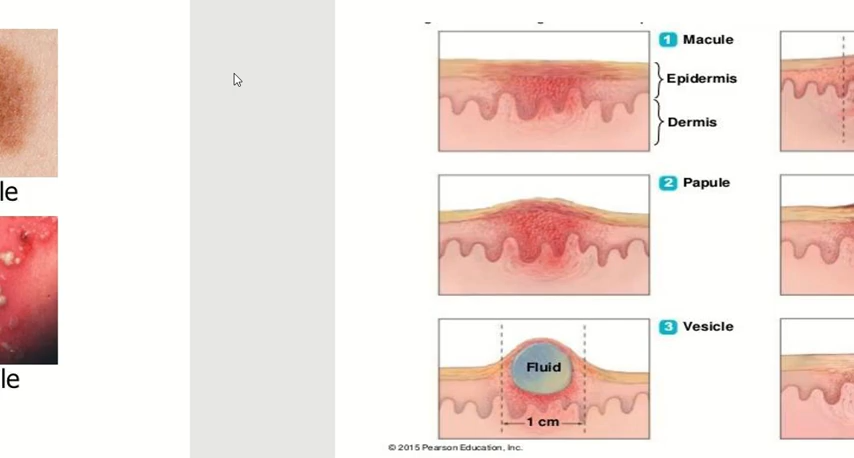 le
le
1 Macule
Epidermis
Dermis
2 Papule
3 Vesicle
Fluid
1 cm
© 2015 Pearson Education, Inc.